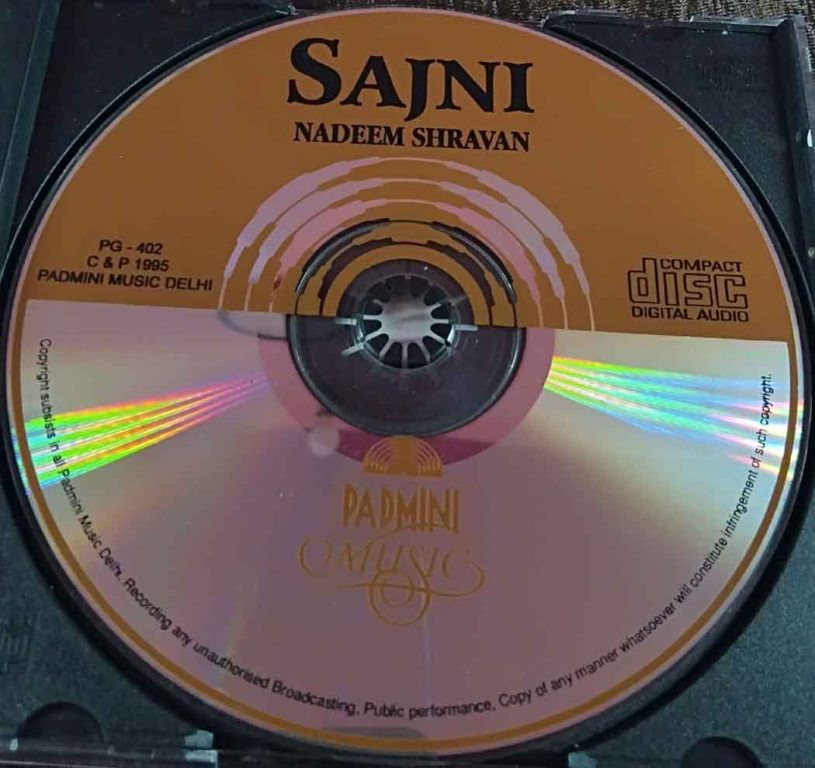 SAJNI
NADEEM SHRAVAN
PG - 402
C & P 1995
PADMINI MUSIC DELHI
COMPACT
disc
DIGITAL AUDIO
PADMINI
MUSIC
Copyright subsists in all Padmini Music Delhi. Recording any unauthorised Broadcasting, Public performance, Copy of any manner whatsoever will constitute infringement of such copyright.